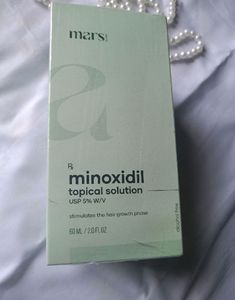 mars
℞
minoxidil
topical solution
USP 5% W/V
stimulates the hair growth phase
60 ML / 2.0 FL OZ
alcohol free